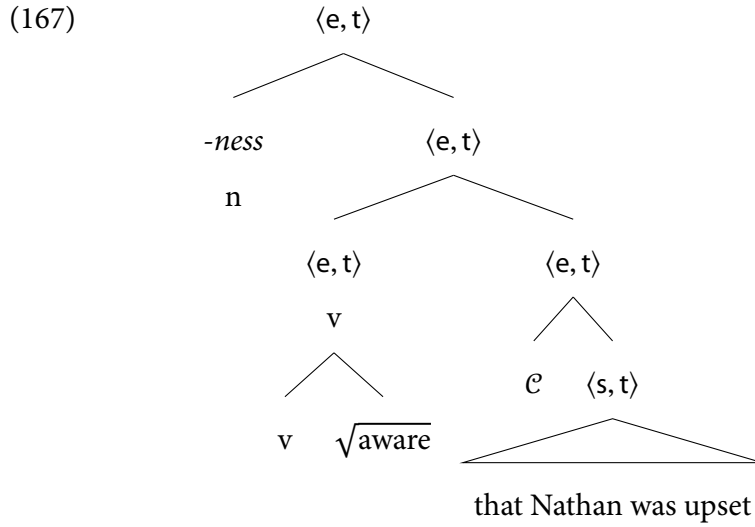 (167) ⟨e, t⟩
-ness ⟨e, t⟩
n
⟨e, t⟩ ⟨e, t⟩
v
𝒞 ⟨s, t⟩
v √aware
that Nathan was upset